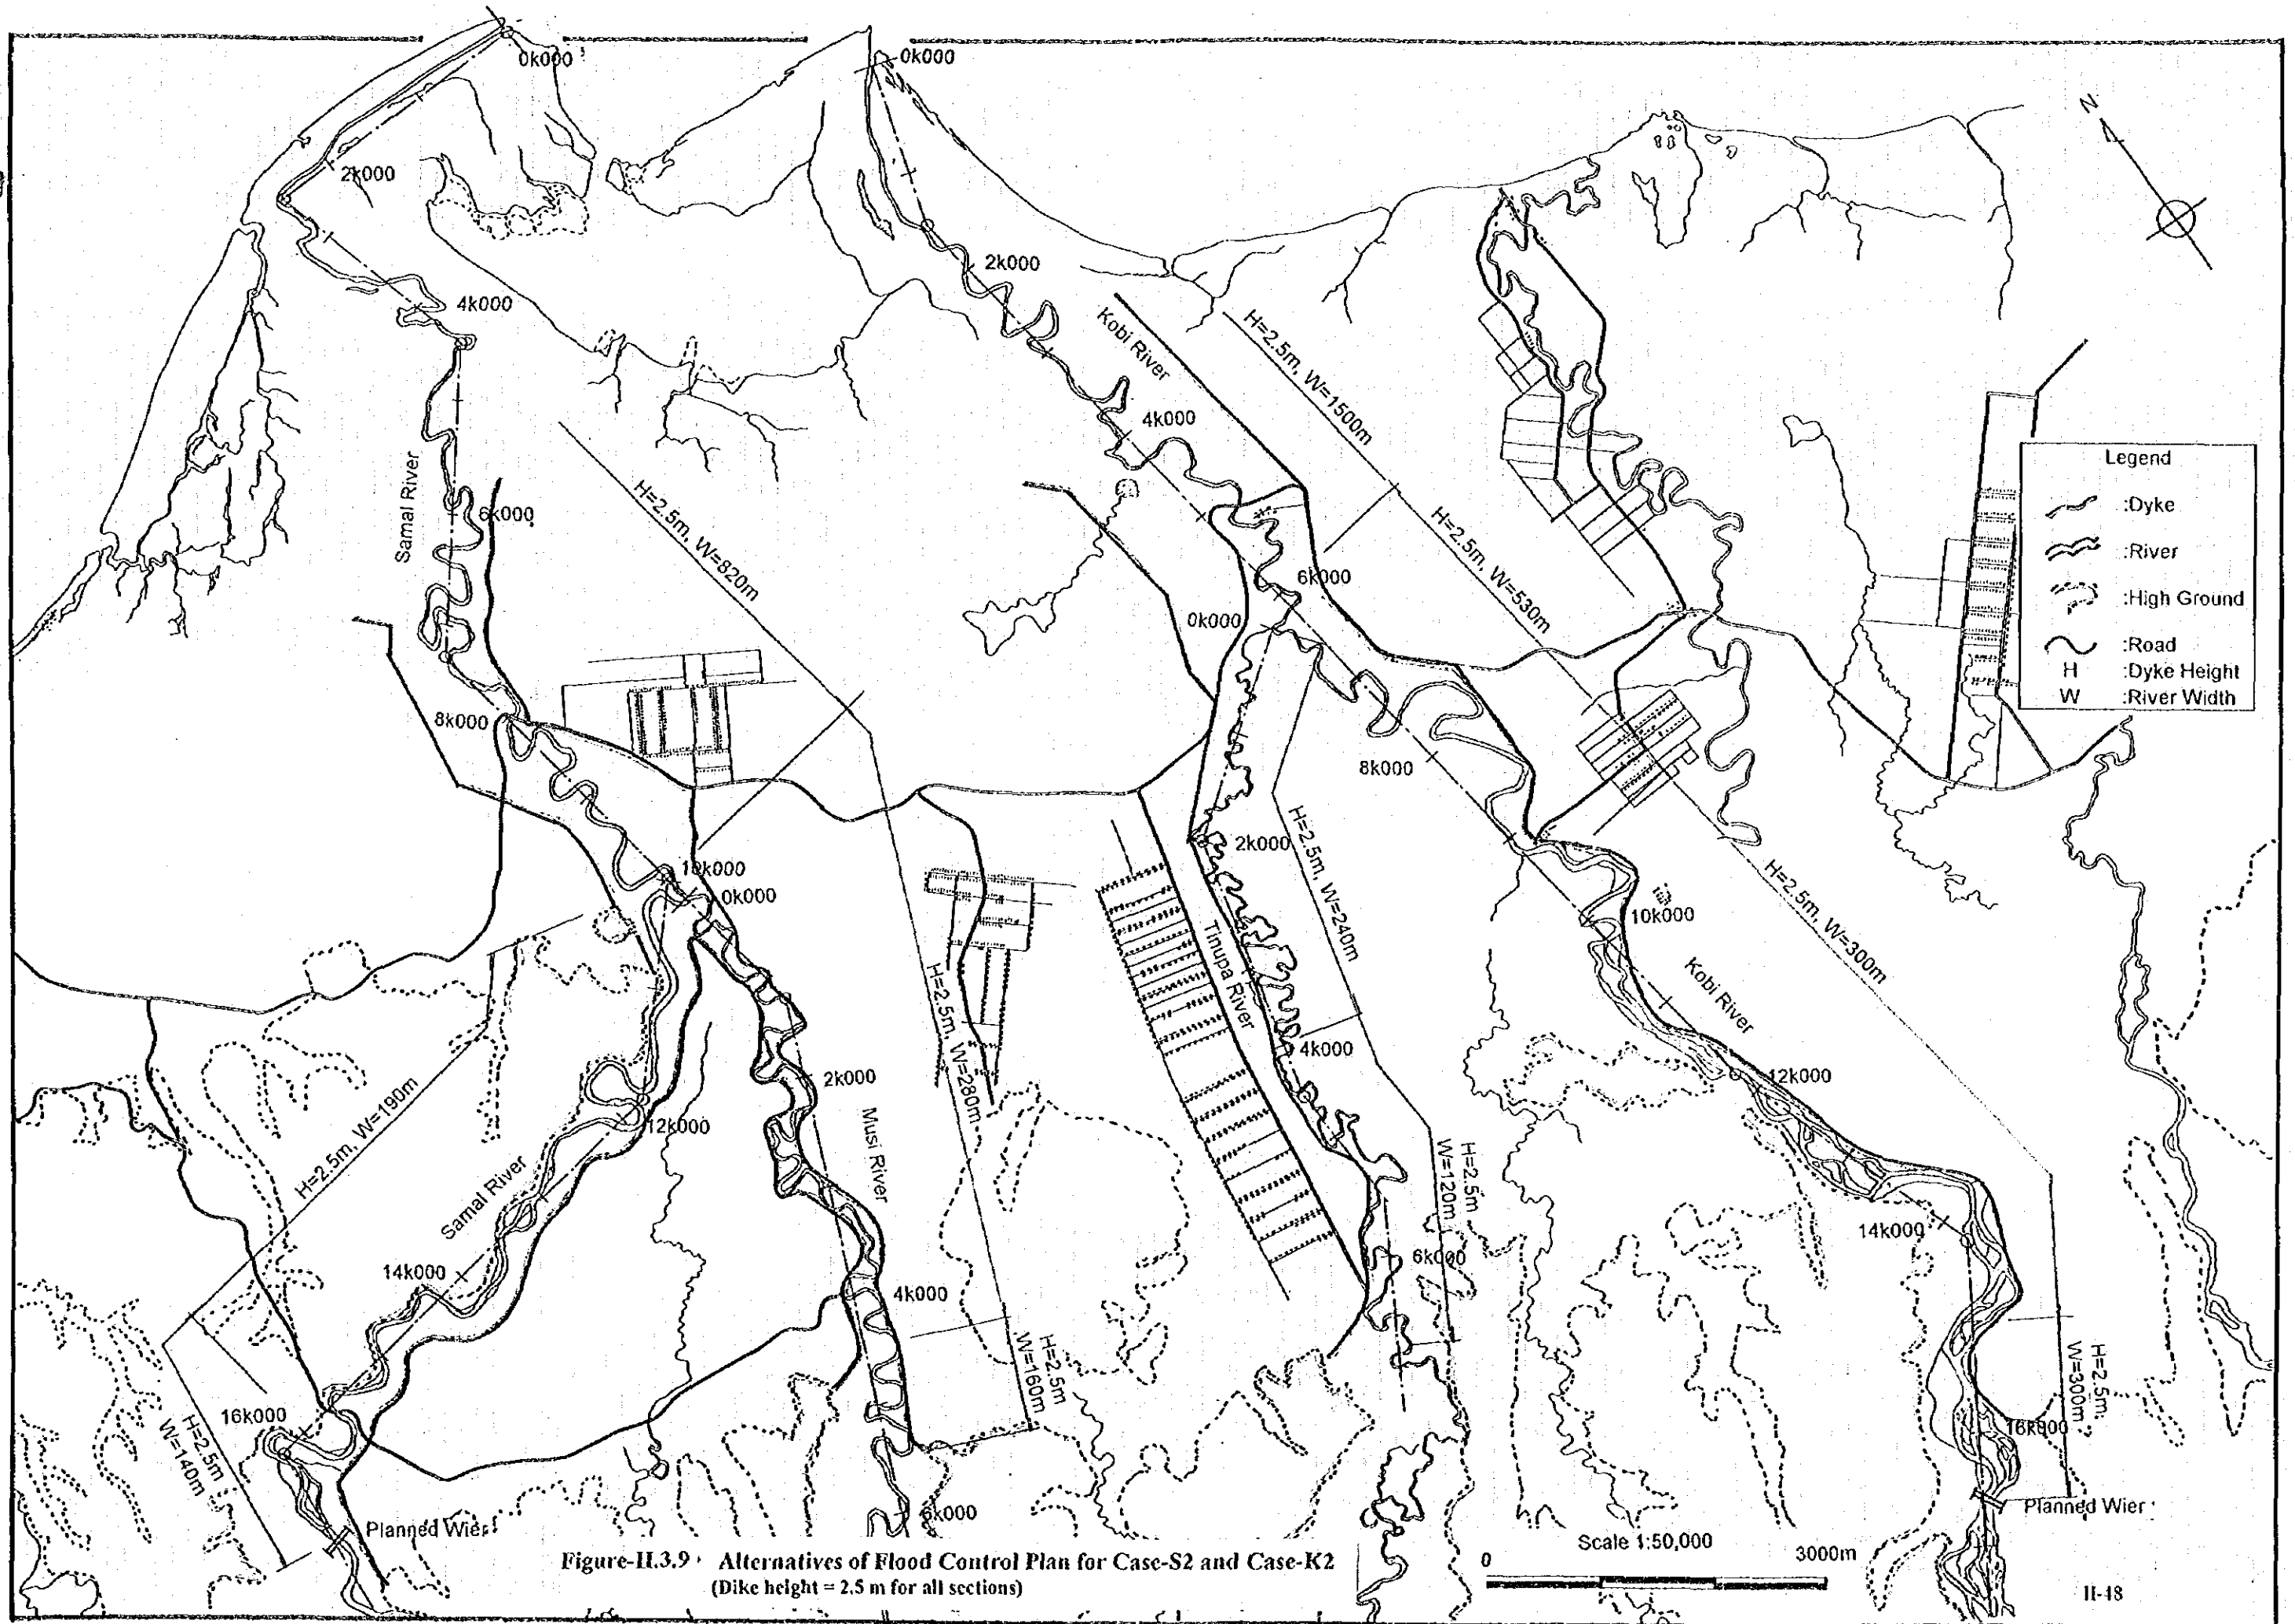 0k000
0k000
N
2k000
2k000
4k000
Kobi River
H=2.5m, W=1500m
4k000
Samal River
6k000
H=2.5m, W=820m
H=2.5m, W=530m
6k000
0k000
8k000
8k000
2k000
H=2.5m, W=240m
10k000
0k000
H=2.5m, W=300m
10k000
Tinupa River
Kobi River
H=2.5m, W=280m
4k000
2k000
12k000
12k000
H=2.5m, W=190m
Musi River
Samal River
H=2.5m
W=120m
14k000
6k000
14k000
4k000
H=2.5m
W=160m
H=2.5m
W=300m
16k000
16k000
H=2.5m
W=140m
6k000
Planned Wier
Planned Wier
Legend
:Dyke
:River
:High Ground
:Road
H :Dyke Height
W :River Width
Scale 1:50,000
0 3000m
Figure-II.3.9 Alternatives of Flood Control Plan for Case-S2 and Case-K2
(Dike height = 2.5 m for all sections)
II-48